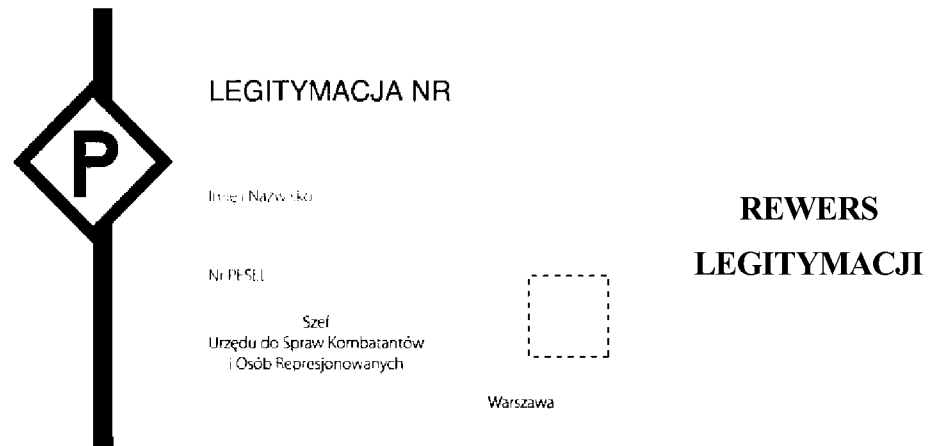 P
LEGITYMACJA NR
Imię i Nazwisko
Nr PESEL
Szef
Urzędu do Spraw Kombatantów
i Osób Represjonowanych
Warszawa
REWERS
LEGITYMACJI